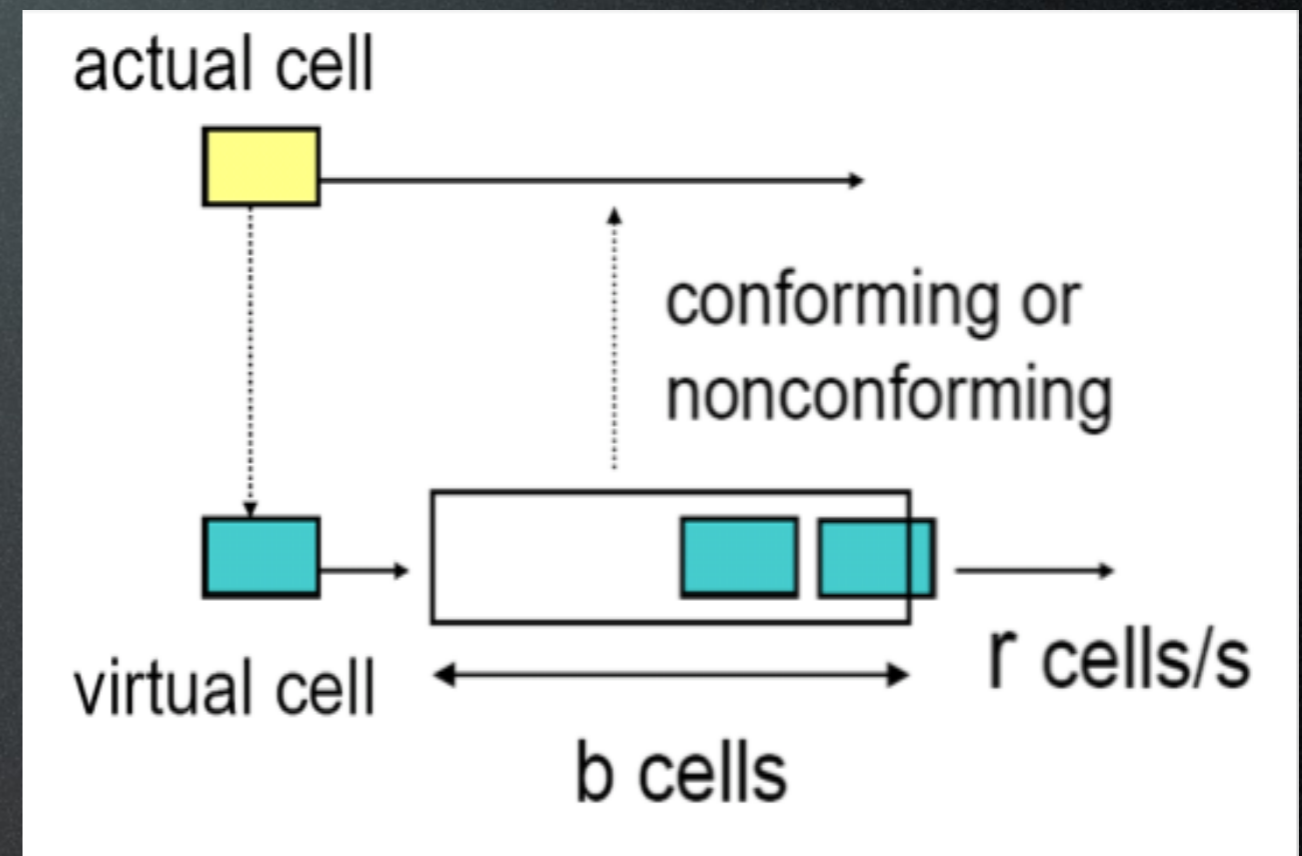 actual cell
conforming or
nonconforming
virtual cell
r cells/s
b cells